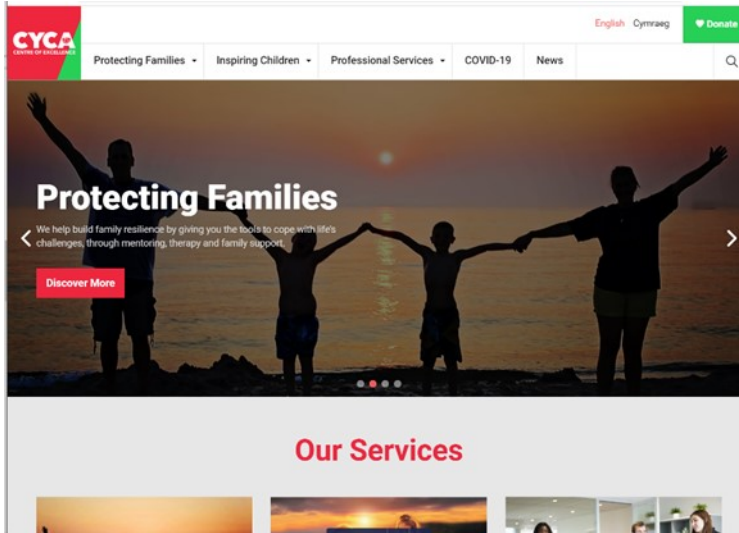 English Cymraeg Donate
CYCA
CENTRE OF EXCELLENCE
Protecting Families Inspiring Children Professional Services COVID-19 News
Protecting Families
We help build family resilience by giving you the tools to cope with life's
challenges, through mentoring, therapy and family support.
Discover More
Our Services